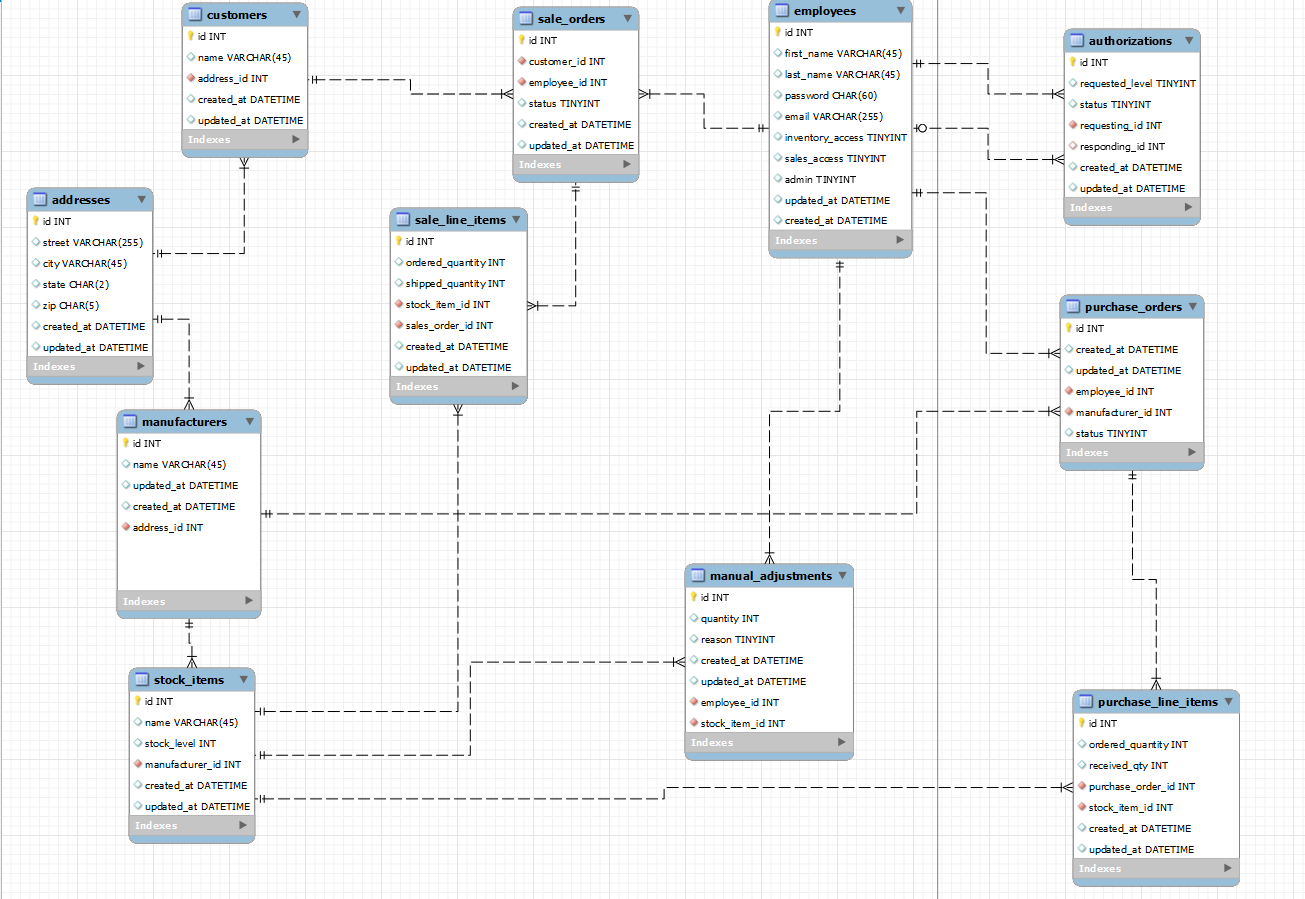 customers
id INT
name VARCHAR(45)
address_id INT
created_at DATETIME
updated_at DATETIME
Indexes
sale_orders
id INT
customer_id INT
employee_id INT
status TINYINT
created_at DATETIME
updated_at DATETIME
Indexes
employees
id INT
first_name VARCHAR(45)
last_name VARCHAR(45)
password CHAR(60)
email VARCHAR(255)
inventory_access TINYINT
sales_access TINYINT
admin TINYINT
updated_at DATETIME
created_at DATETIME
Indexes
authorizations
id INT
requested_level TINYINT
status TINYINT
requesting_id INT
responding_id INT
created_at DATETIME
updated_at DATETIME
Indexes
addresses
id INT
street VARCHAR(255)
city VARCHAR(45)
state CHAR(2)
zip CHAR(5)
created_at DATETIME
updated_at DATETIME
Indexes
sale_line_items
id INT
ordered_quantity INT
shipped_quantity INT
stock_item_id INT
sales_order_id INT
created_at DATETIME
updated_at DATETIME
Indexes
purchase_orders
id INT
created_at DATETIME
updated_at DATETIME
employee_id INT
manufacturer_id INT
status TINYINT
Indexes
manufacturers
id INT
name VARCHAR(45)
updated_at DATETIME
created_at DATETIME
address_id INT
Indexes
manual_adjustments
id INT
quantity INT
reason TINYINT
created_at DATETIME
updated_at DATETIME
employee_id INT
stock_item_id INT
Indexes
stock_items
id INT
name VARCHAR(45)
stock_level INT
manufacturer_id INT
created_at DATETIME
updated_at DATETIME
Indexes
purchase_line_items
id INT
ordered_quantity INT
received_qty INT
purchase_order_id INT
stock_item_id INT
created_at DATETIME
updated_at DATETIME
Indexes